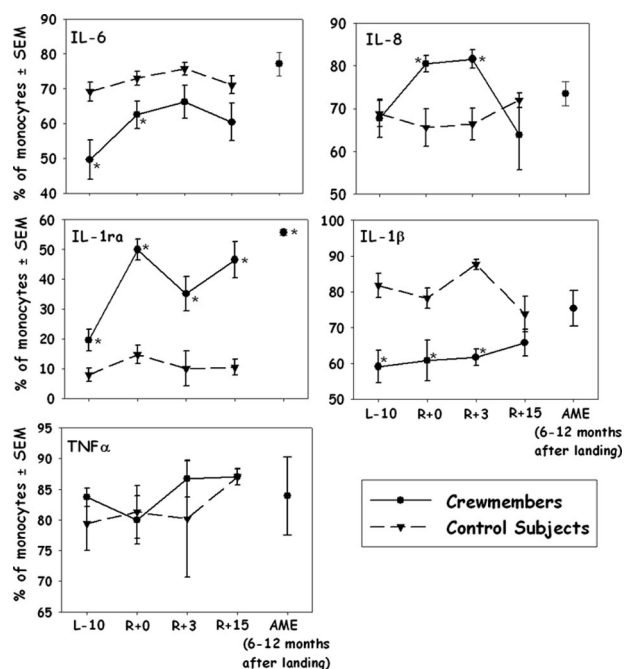 IL-6
% of monocytes ± SEM
90
80
70
60
50
40
*
*
IL-8
100
90
80
70
60
50
*
*
IL-1ra
% of monocytes ± SEM
60
50
40
30
20
10
0
*
*
*
*
*
IL-1β
100
90
80
70
60
50
*
*
*
L-10 R+0 R+3 R+15 AME
(6-12 months
after landing)
TNFα
% of monocytes ± SEM
95
90
85
80
75
70
65
L-10 R+0 R+3 R+15 AME
(6-12 months
after landing)
Crewmembers
Control Subjects